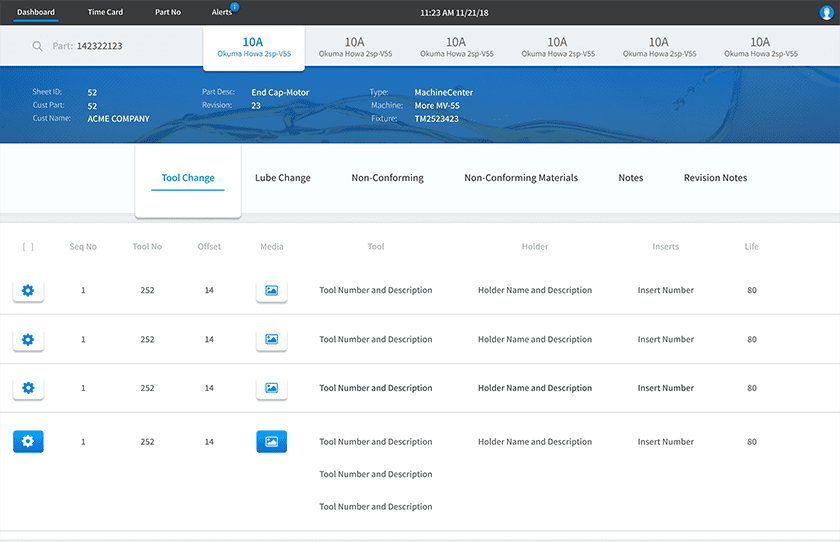 Dashboard Time Card Part No Alerts 1 11:23 AM 11/21/18
Part: 142322123
10A 10A 10A 10A 10A 10A
Okuma Howa 2sp-V55 Okuma Howa 2sp-V55 Okuma Howa 2sp-V55 Okuma Howa 2sp-V55 Okuma Howa 2sp-V55 Okuma Howa 2sp-V55
Sheet ID: 52 Part Desc: End Cap-Motor Type: MachineCenter
Cust Part: 52 Revision: 23 Machine: More MV-55
Cust Name: ACME COMPANY Fixture: TM2523423
Tool Change Lube Change Non-Conforming Non-Conforming Materials Notes Revision Notes
[ ] Seq No Tool No Offset Media Tool Holder Inserts Life
1 252 14 Tool Number and Description Holder Name and Description Insert Number 80
1 252 14 Tool Number and Description Holder Name and Description Insert Number 80
1 252 14 Tool Number and Description Holder Name and Description Insert Number 80
1 252 14 Tool Number and Description Holder Name and Description Insert Number 80
Tool Number and Description
Tool Number and Description